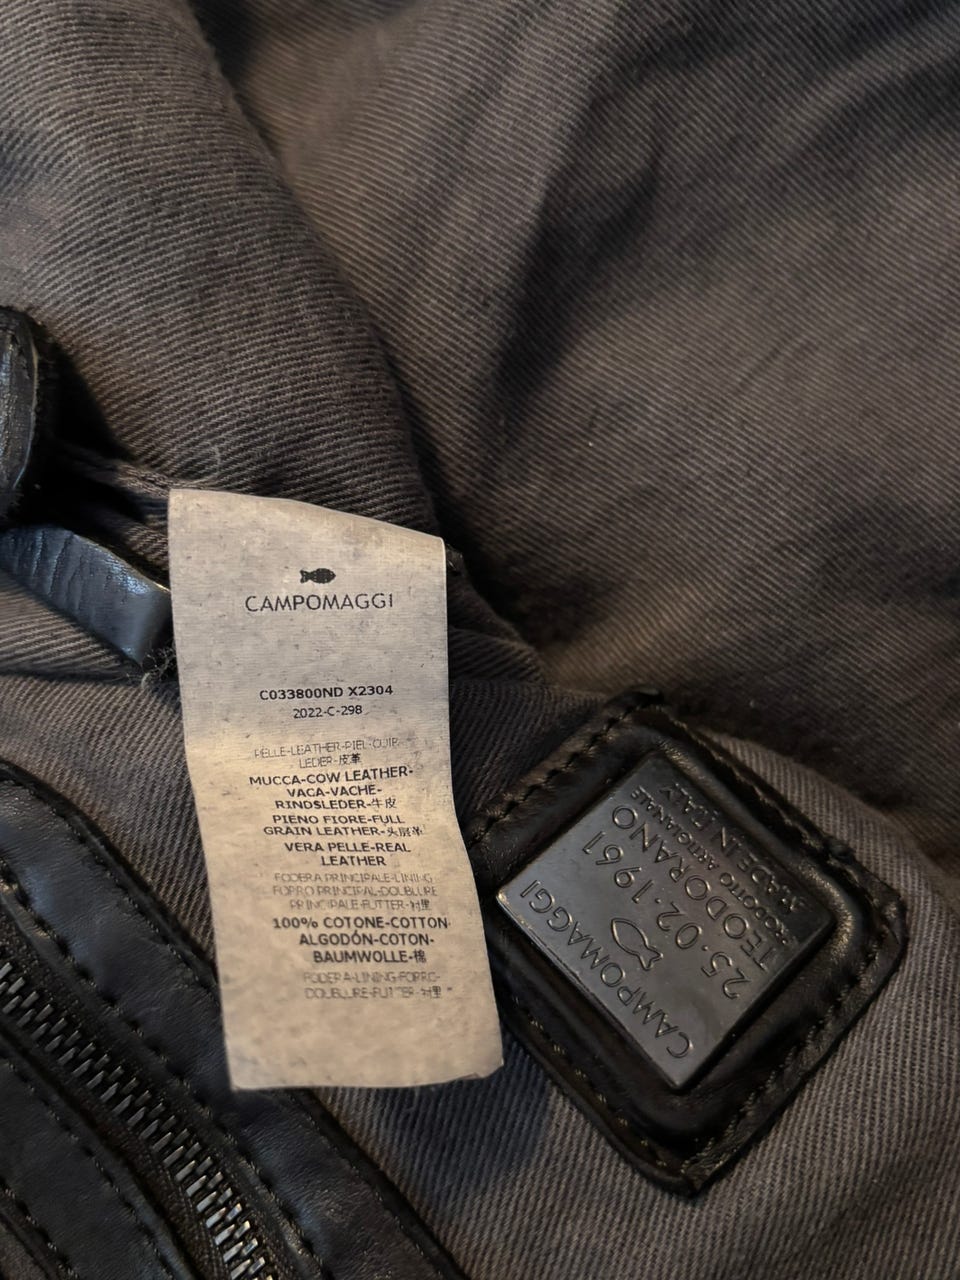 CAMPOMAGGI
C033800ND X2304
2022-C-298
PELLE-LEATHER-PIEL-CUIR-
LEDER-皮革
MUCCA-COW LEATHER-
VACA-VACHE-
RINDSLEDER-牛皮
PIENO FIORE-FULL
GRAIN LEATHER-头层革
VERA PELLE-REAL
LEATHER
FODERA PRINCIPALE-LINING
FORRO PRINCIPAL-DOUBLURE
PRINCIPALE-FUTTER-衬里
100% COTONE-COTTON-
ALGODÓN-COTON-
BAUMWOLLE-棉
FODERA-LINING-FORRO-
DOUBLURE-FUTTER-衬里
CAMPOMAGGI
25.02.1961
TEODORANO
PRODOTTO ARTIGIANALE
MADE IN ITALY